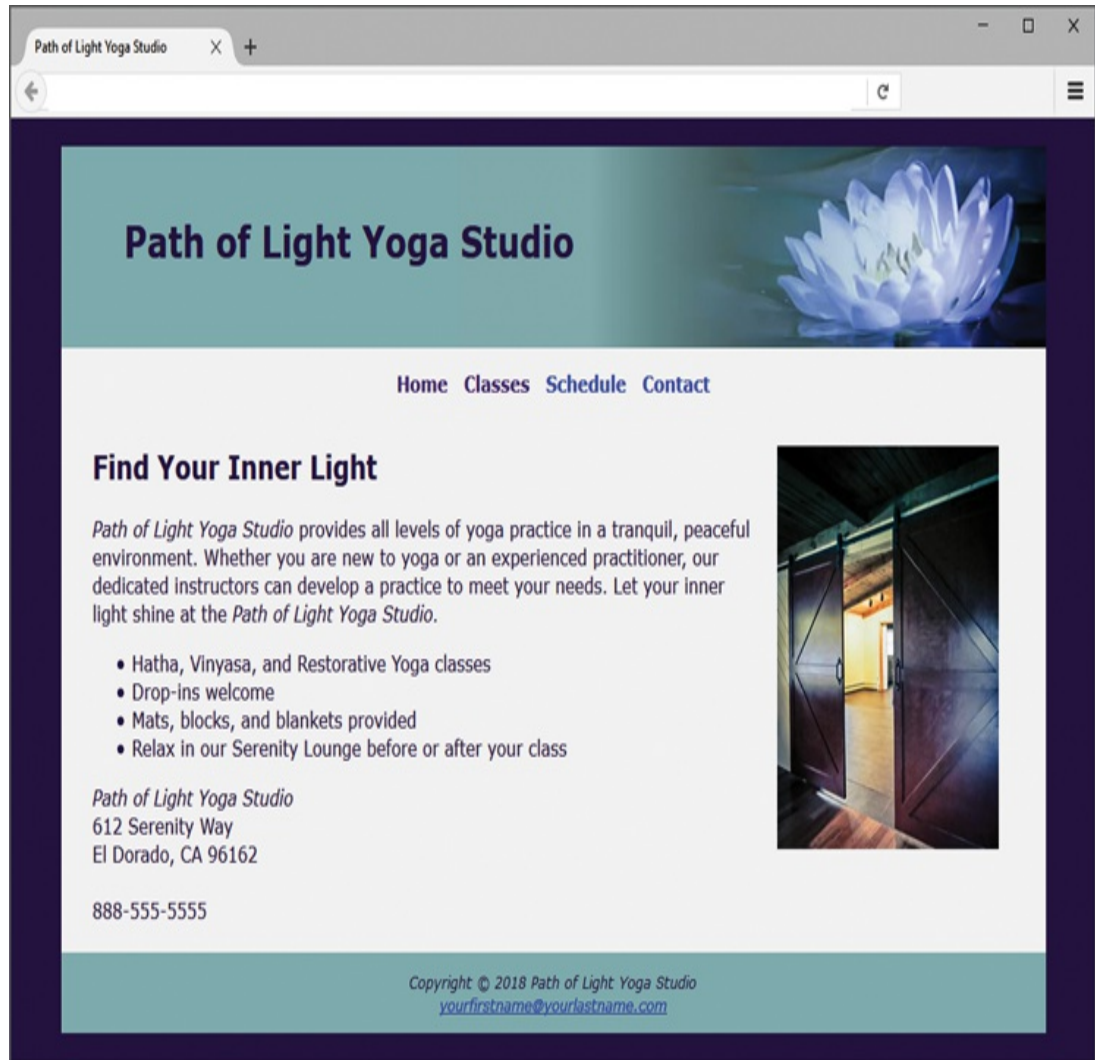 Path of Light Yoga Studio
Path of Light Yoga Studio
Home Classes Schedule Contact
Find Your Inner Light
Path of Light Yoga Studio provides all levels of yoga practice in a tranquil, peaceful
environment. Whether you are new to yoga or an experienced practitioner, our
dedicated instructors can develop a practice to meet your needs. Let your inner
light shine at the Path of Light Yoga Studio.
• Hatha, Vinyasa, and Restorative Yoga classes
• Drop-ins welcome
• Mats, blocks, and blankets provided
• Relax in our Serenity Lounge before or after your class
Path of Light Yoga Studio
612 Serenity Way
El Dorado, CA 96162
888-555-5555
Copyright © 2018 Path of Light Yoga Studio
yourfirstname@yourlastname.com